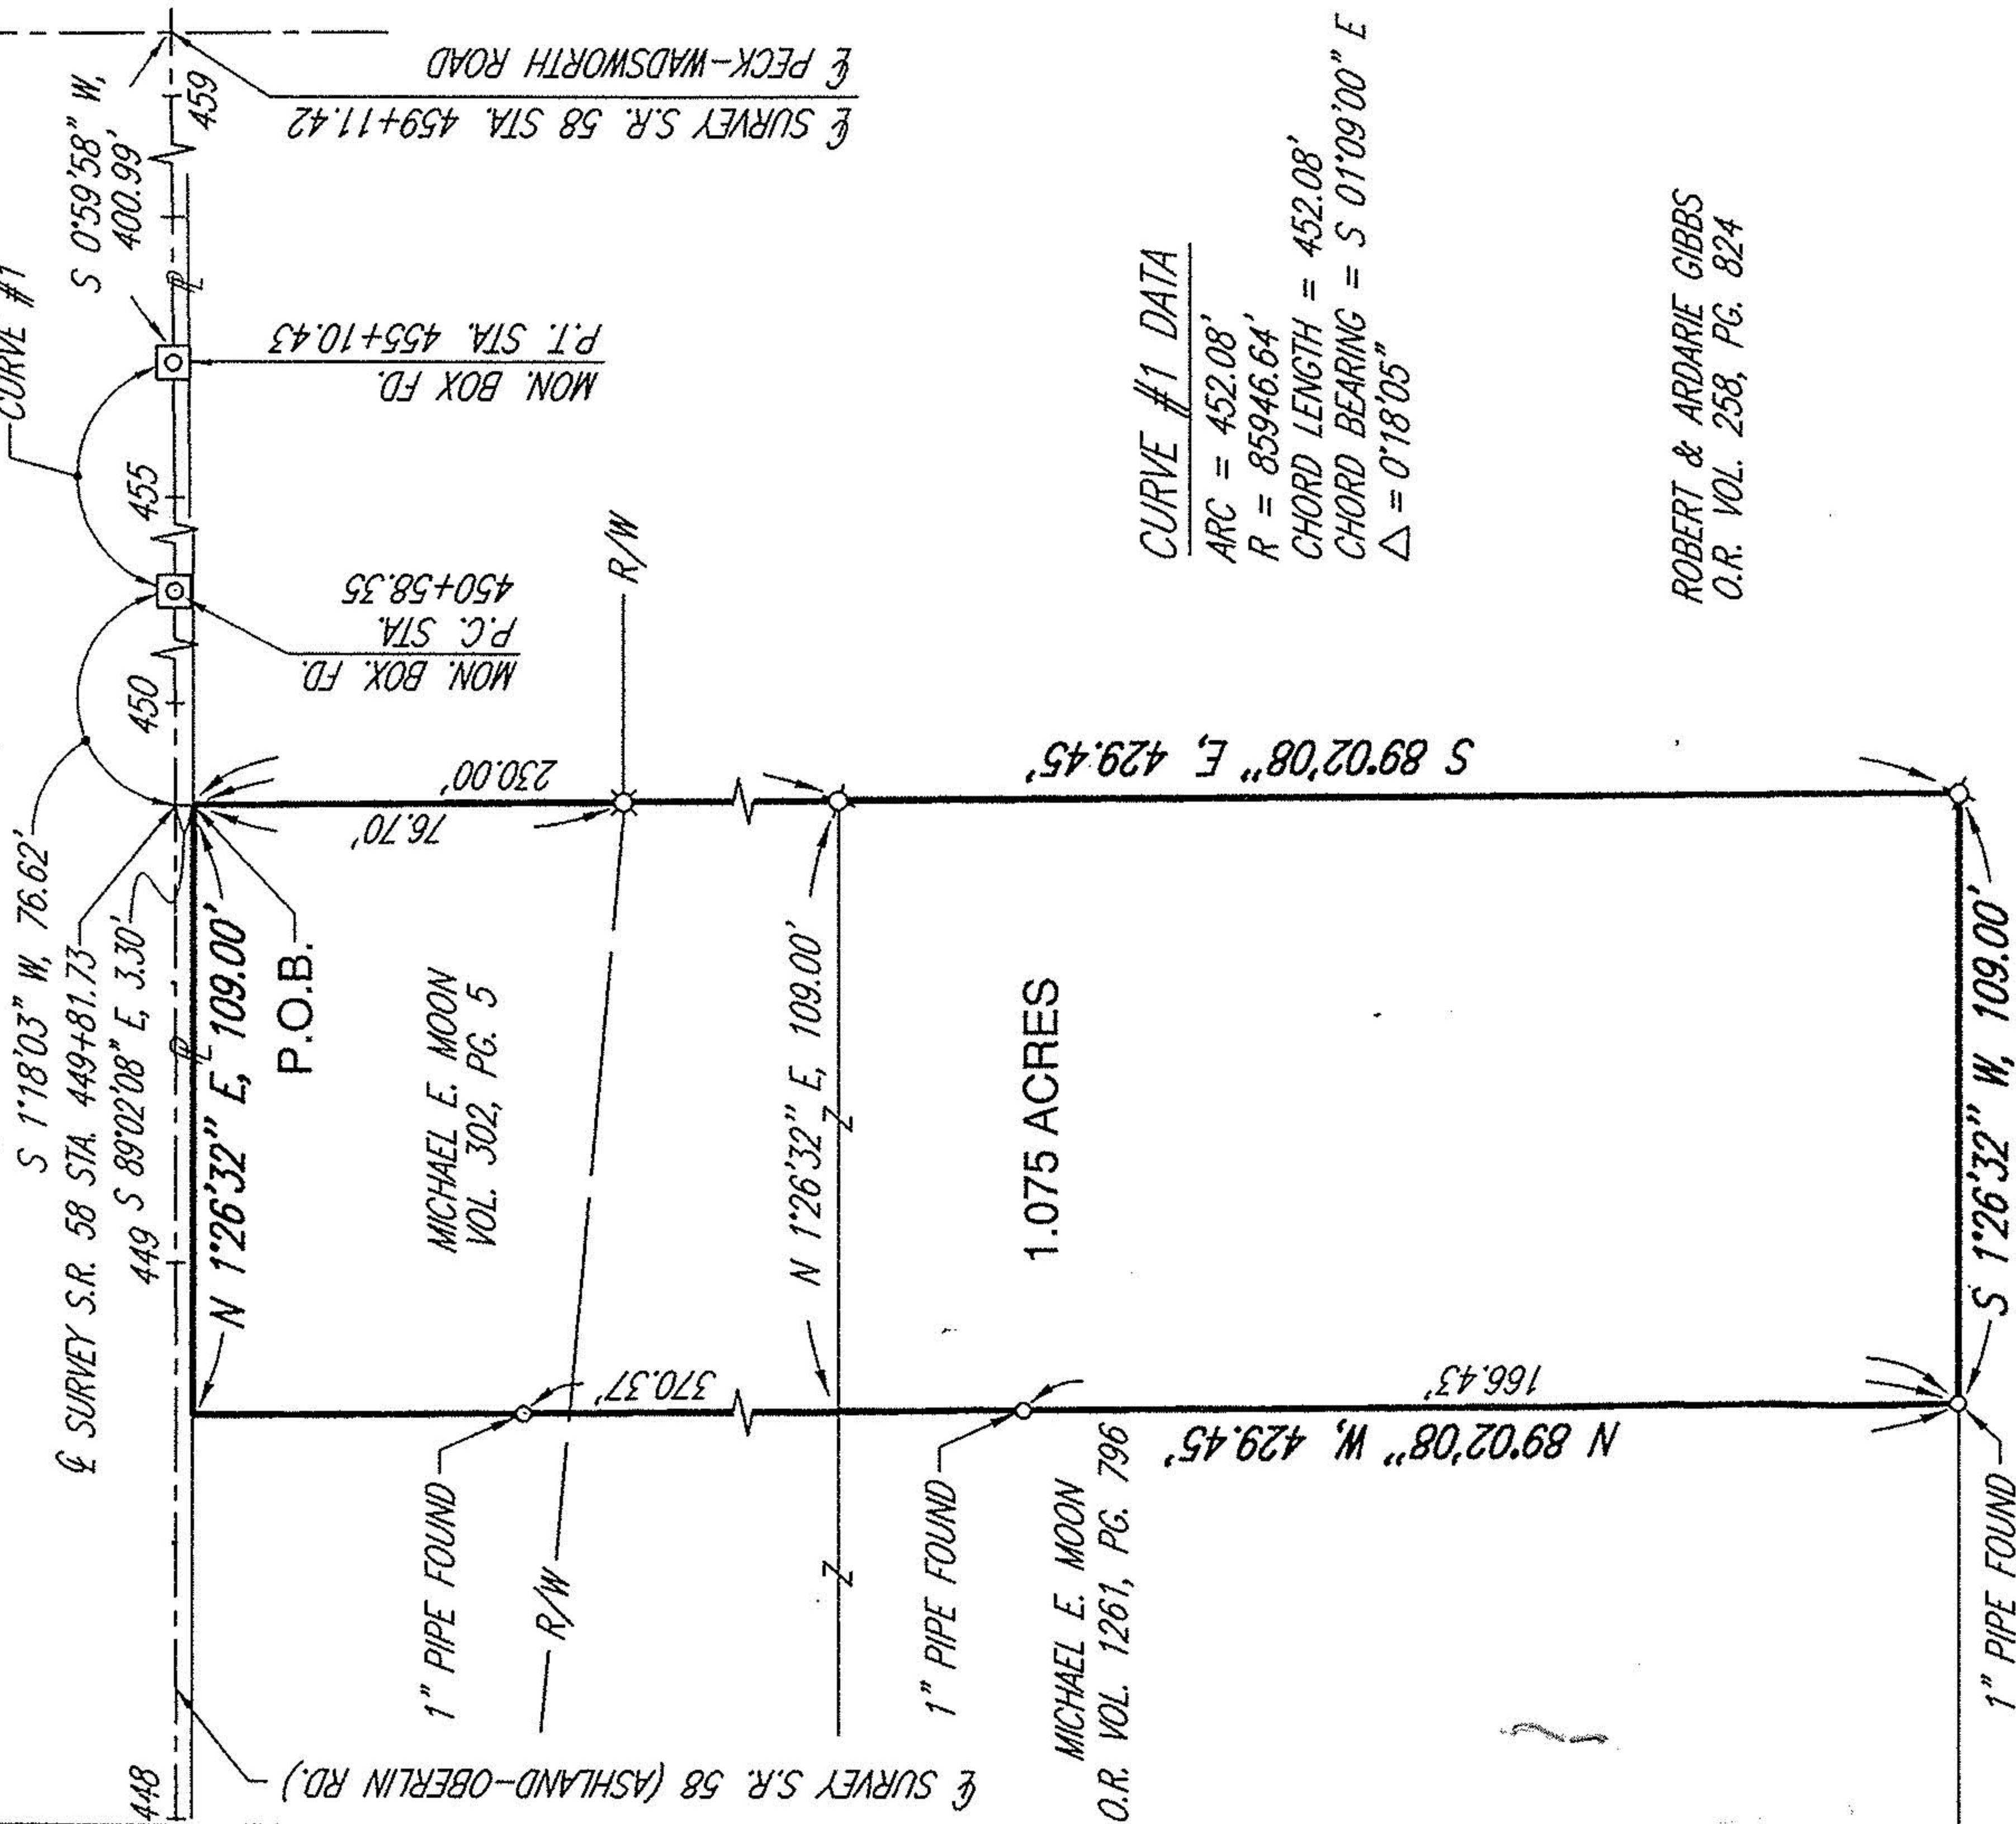 CURVE #1
S 0°59'58" W,
400.99'
459
℄ SURVEY S.R. 58 STA. 459+11.42
℄ PECK-WADSWORTH ROAD
MON. BOX FD.
P.T. STA. 455+10.43
455
MON. BOX. FD.
P.C. STA.
450+58.35
450
S 1°18'03" W, 76.62'
℄ SURVEY S.R. 58 STA. 449+81.73
S 89°02'08" E, 3.30'
449
448
℄ SURVEY S.R. 58 (ASHLAND-OBERLIN RD.)
PL
PL
N 1°26'32" E, 109.00'
P.O.B.
230.00'
76.70'
R/W
MICHAEL E. MOON
VOL. 302, PG. 5
1" PIPE FOUND
R/W
370.37'
N 1°26'32" E, 109.00'
Z
Z
1.075 ACRES
S 89°02'08" E, 429.45'
1" PIPE FOUND
MICHAEL E. MOON
O.R. VOL. 1261, PG. 796
166.43'
N 89°02'08" W, 429.45'
S 1°26'32" W, 109.00'
1" PIPE FOUND
CURVE #1 DATA
ARC = 452.08'
R = 85946.64'
CHORD LENGTH = 452.08'
CHORD BEARING = S 01°09'00" E
△ = 0°18'05"
ROBERT & ARDARIE GIBBS
O.R. VOL. 258, PG. 824